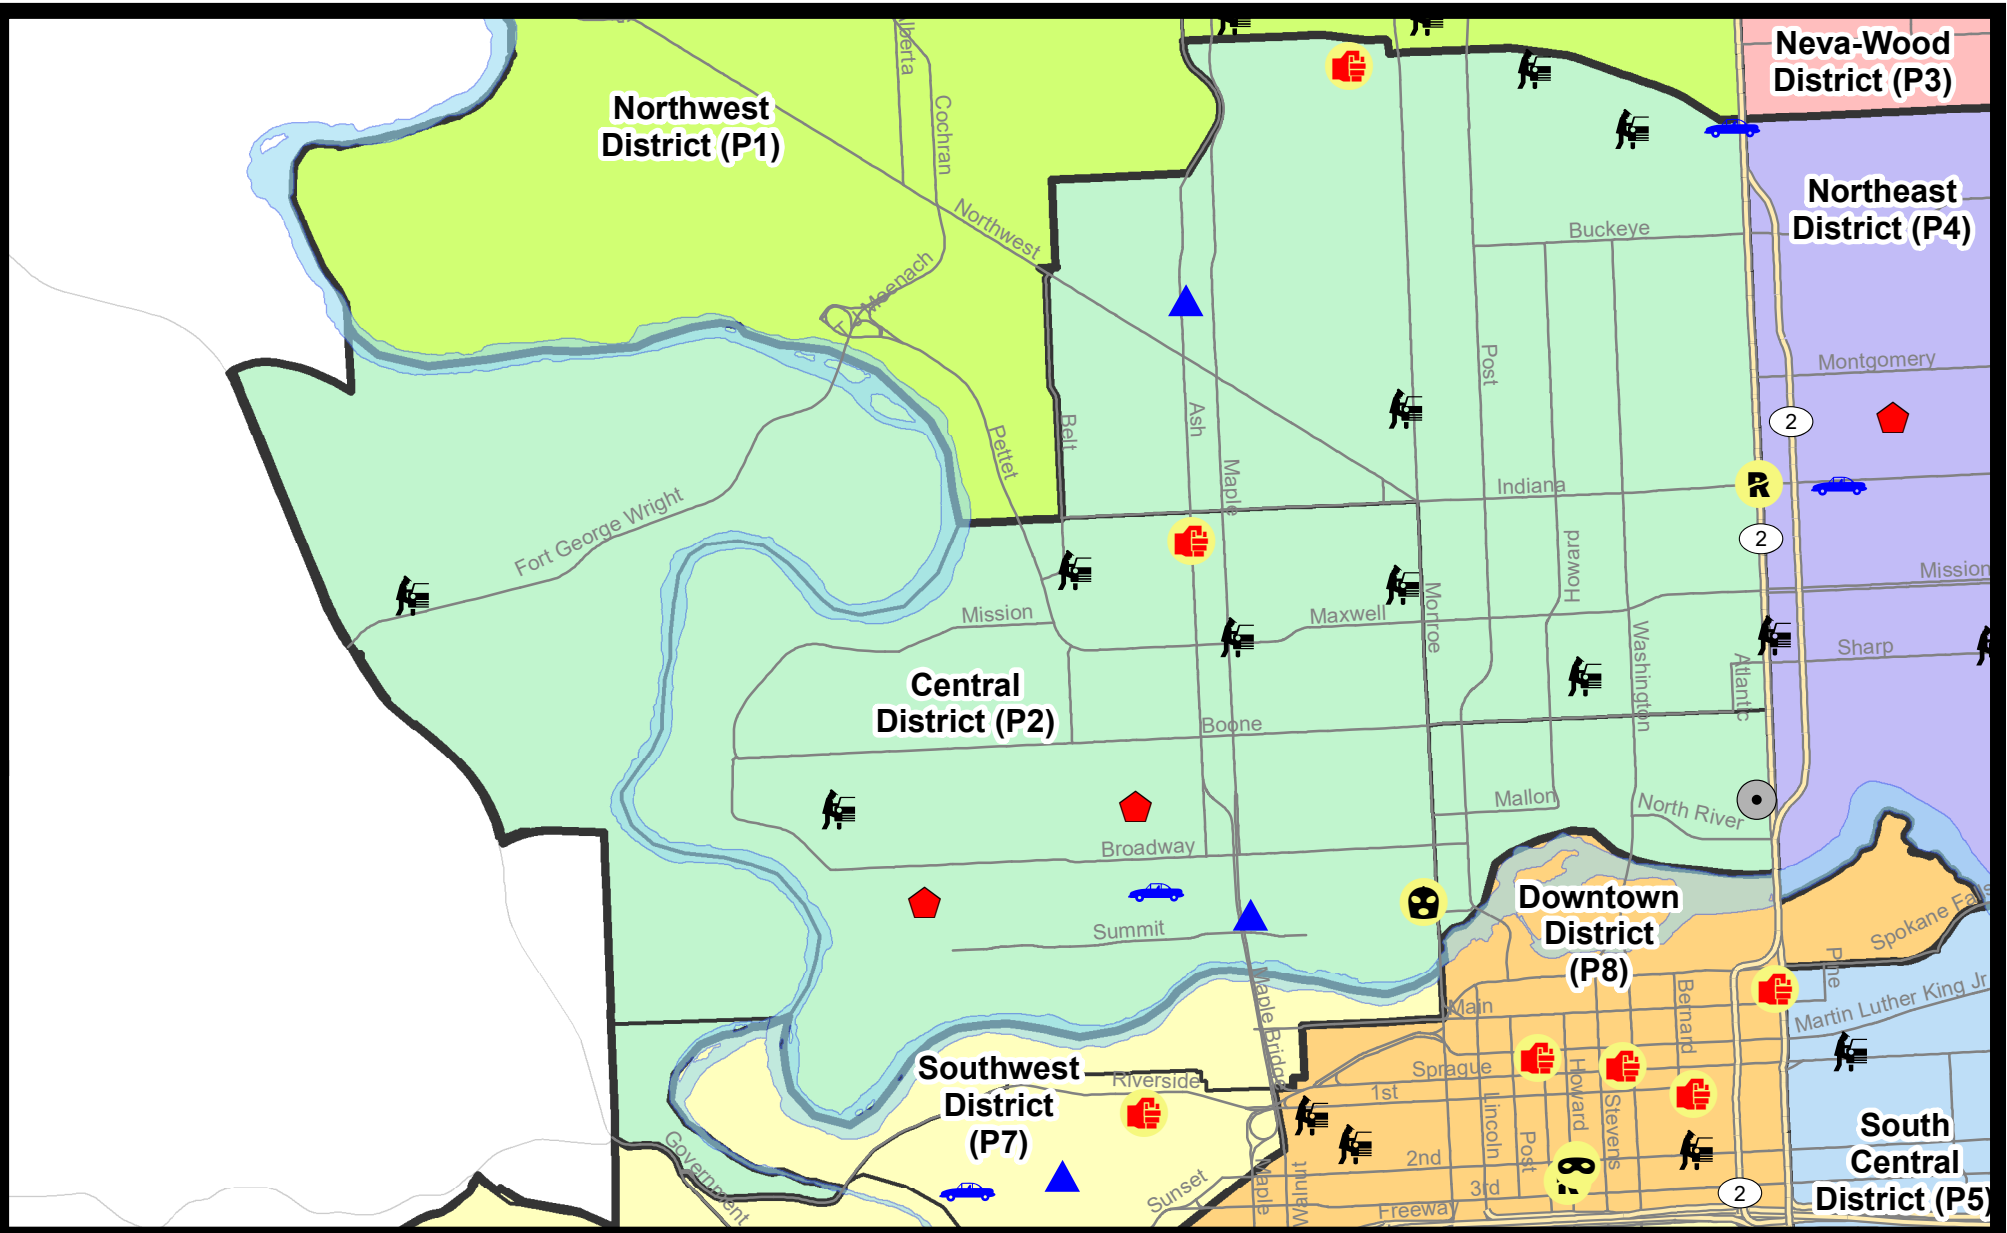 Neva-Wood
District (P3)
Northwest
District (P1)
Alberta
Cochran
Northwest
Northeast
District (P4)
Buckeye
T J Meenach
Post
Montgomery
Pettet
Belt
Ash
Maple
2
Indiana
Fort George Wright
2
Howard
Mission
Mission
Maxwell
Monroe
Washington
Atlantic
Sharp
Central
District (P2)
Boone
Mallon
North River
Broadway
Summit
Downtown
District
(P8)
Spokane Falls
Pine
Maple Bridge
Main
Bernard
Martin Luther King Jr
Southwest
District
(P7)
Riverside
Sprague
1st
Howard
Lincoln
Stevens
Post
Government
2nd
3rd
Sunset
Maple
Walnut
Freeway
2
South
Central
District (P5)